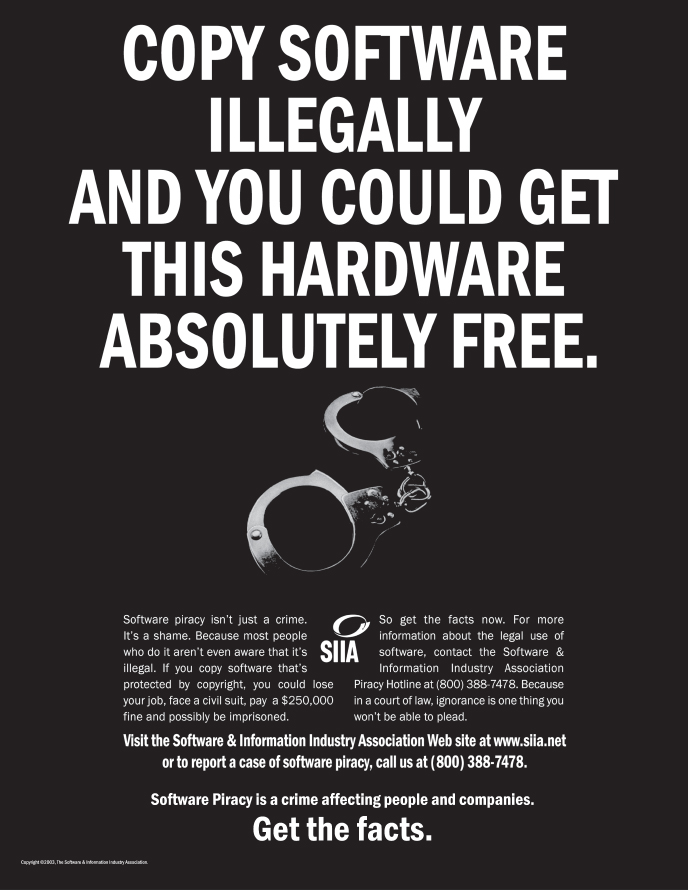 COPY SOFTWARE
ILLEGALLY
AND YOU COULD GET
THIS HARDWARE
ABSOLUTELY FREE.
Software piracy isn't just a crime.
It's a shame. Because most people
who do it aren't even aware that it's
illegal. If you copy software that's
protected by copyright, you could lose
your job, face a civil suit, pay a $250,000
fine and possibly be imprisoned.
SIIA
So get the facts now. For more
information about the legal use of
software, contact the Software &
Information Industry Association
Piracy Hotline at (800) 388-7478. Because
in a court of law, ignorance is one thing you
won't be able to plead.
Visit the Software & Information Industry Association Web site at www.siia.net
or to report a case of software piracy, call us at (800) 388-7478.
Software Piracy is a crime affecting people and companies.
Get the facts.
Copyright ©2003, The Software & Information Industry Association.